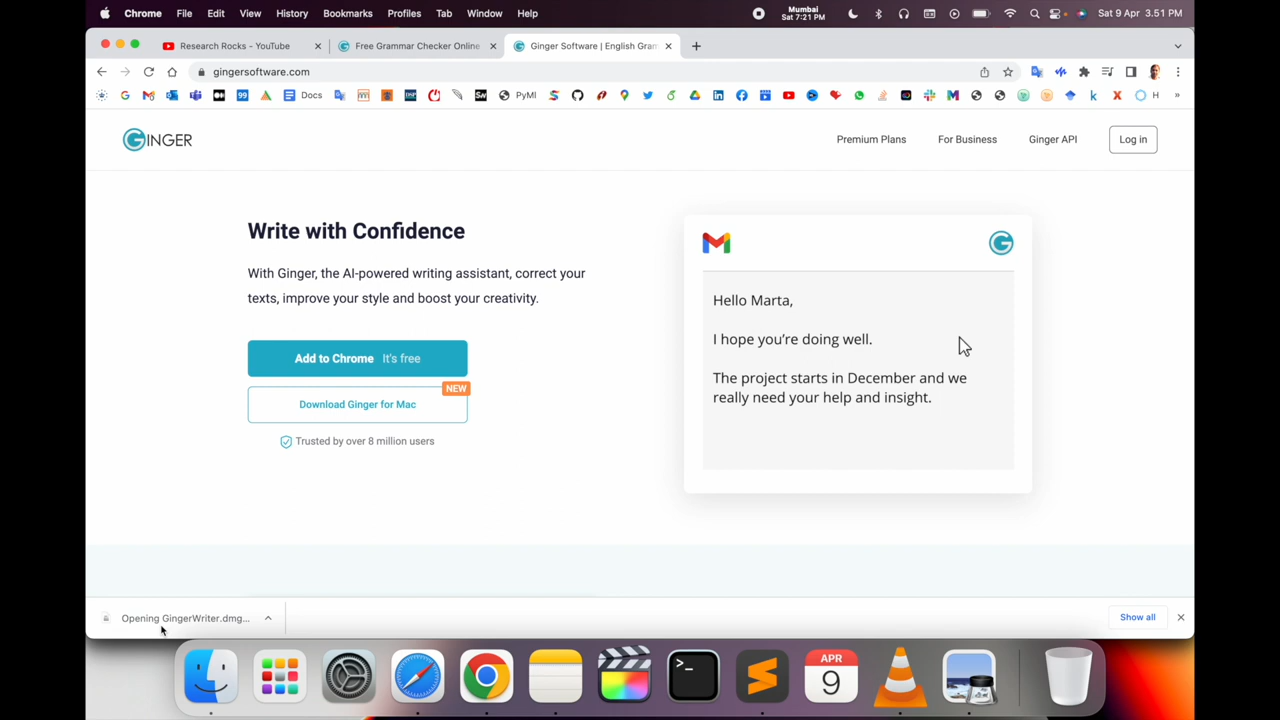 Chrome File Edit View History Bookmarks Profiles Tab Window Help Mumbai Sat 7:21 PM Sat 9 Apr 3.51 PM
Research Rocks - YouTube Free Grammar Checker Online Ginger Software | English Gram
gingersoftware.com
99 Docs PyMI H »
GINGER Premium Plans For Business Ginger API Log in
Write with Confidence
With Ginger, the AI-powered writing assistant, correct your
texts, improve your style and boost your creativity.
Add to Chrome It's free
NEW
Download Ginger for Mac
Trusted by over 8 million users
Hello Marta,
I hope you're doing well.
The project starts in December and we
really need your help and insight.
Opening GingerWriter.dmg... Show all
APR
9